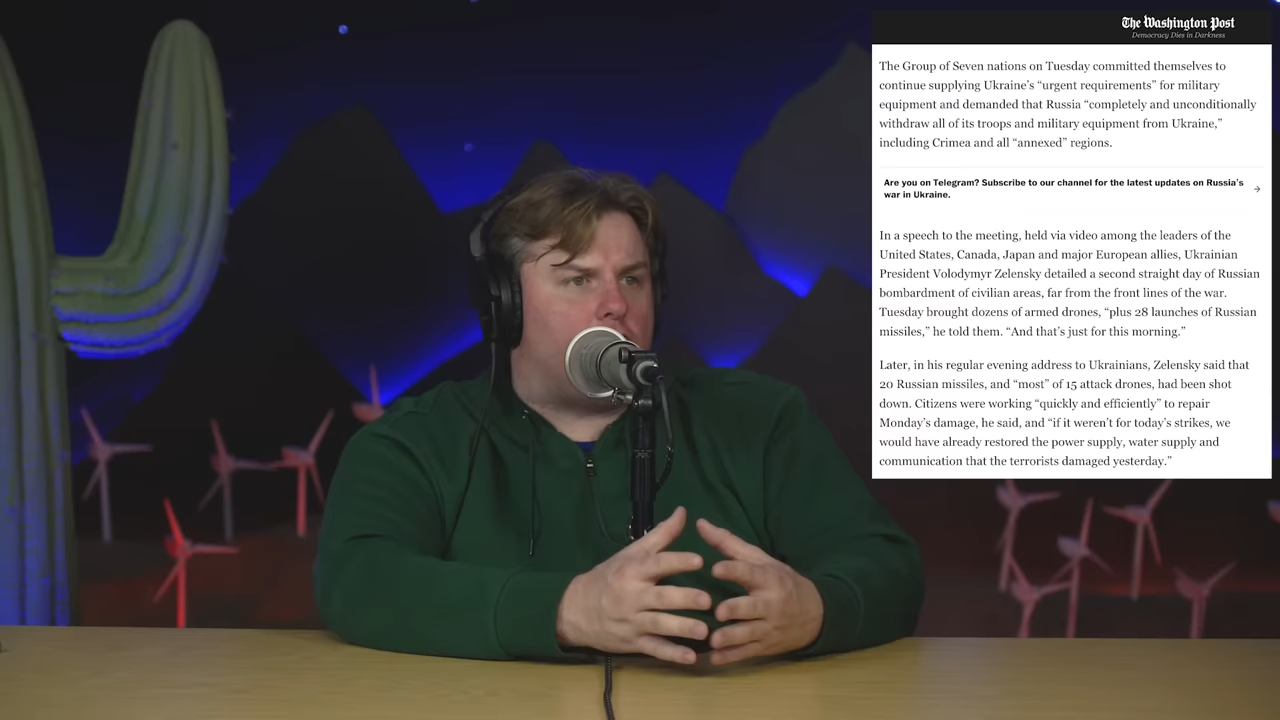 The Washington Post
Democracy Dies in Darkness
The Group of Seven nations on Tuesday committed themselves to
continue supplying Ukraine’s “urgent requirements” for military
equipment and demanded that Russia “completely and unconditionally
withdraw all of its troops and military equipment from Ukraine,”
including Crimea and all “annexed” regions.
Are you on Telegram? Subscribe to our channel for the latest updates on Russia’s
war in Ukraine.
In a speech to the meeting, held via video among the leaders of the
United States, Canada, Japan and major European allies, Ukrainian
President Volodymyr Zelensky detailed a second straight day of Russian
bombardment of civilian areas, far from the front lines of the war.
Tuesday brought dozens of armed drones, “plus 28 launches of Russian
missiles,” he told them. “And that’s just for this morning.”
Later, in his regular evening address to Ukrainians, Zelensky said that
20 Russian missiles, and “most” of 15 attack drones, had been shot
down. Citizens were working “quickly and efficiently” to repair
Monday’s damage, he said, and “if it weren’t for today’s strikes, we
would have already restored the power supply, water supply and
communication that the terrorists damaged yesterday.”